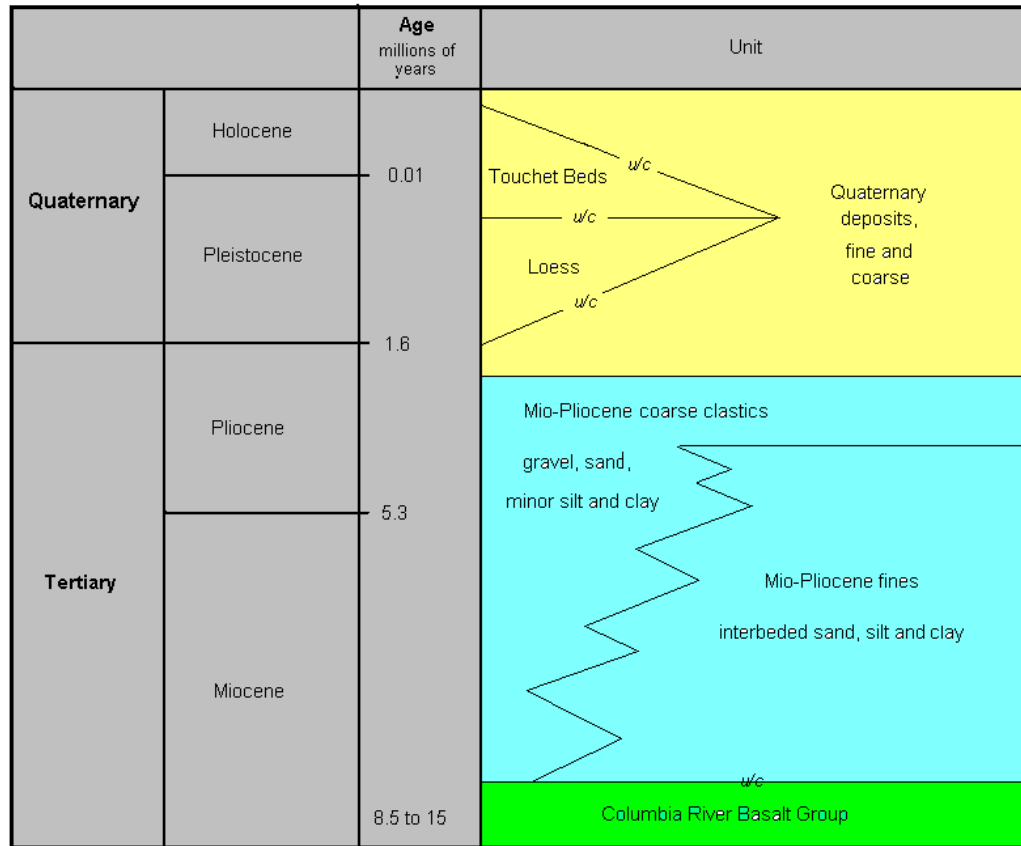 Age
millions of
years
Unit
Quaternary
Holocene
0.01
Pleistocene
1.6
Touchet Beds
u/c
u/c
Loess
u/c
Quaternary
deposits,
fine and
coarse
Tertiary
Pliocene
5.3
Miocene
8.5 to 15
Mio-Pliocene coarse clastics
gravel, sand,
minor silt and clay
Mio-Pliocene fines
interbeded sand, silt and clay
u/c
Columbia River Basalt Group